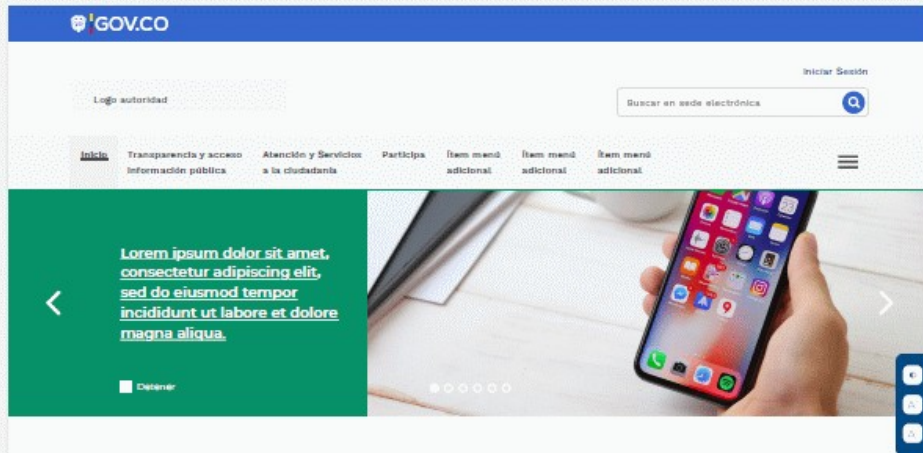 GOV.CO
Iniciar Sesión
Logo autoridad
Buscar en sede electrónica
Inicio
Transparencia y acceso
información pública
Atención y Servicios
a la ciudadanía
Participa
Ítem menú
adicional
Ítem menú
adicional
Ítem menú
adicional
Lorem ipsum dolor sit amet,
consectetur adipiscing elit,
sed do eiusmod tempor
incididunt ut labore et dolore
magna aliqua.
Detener